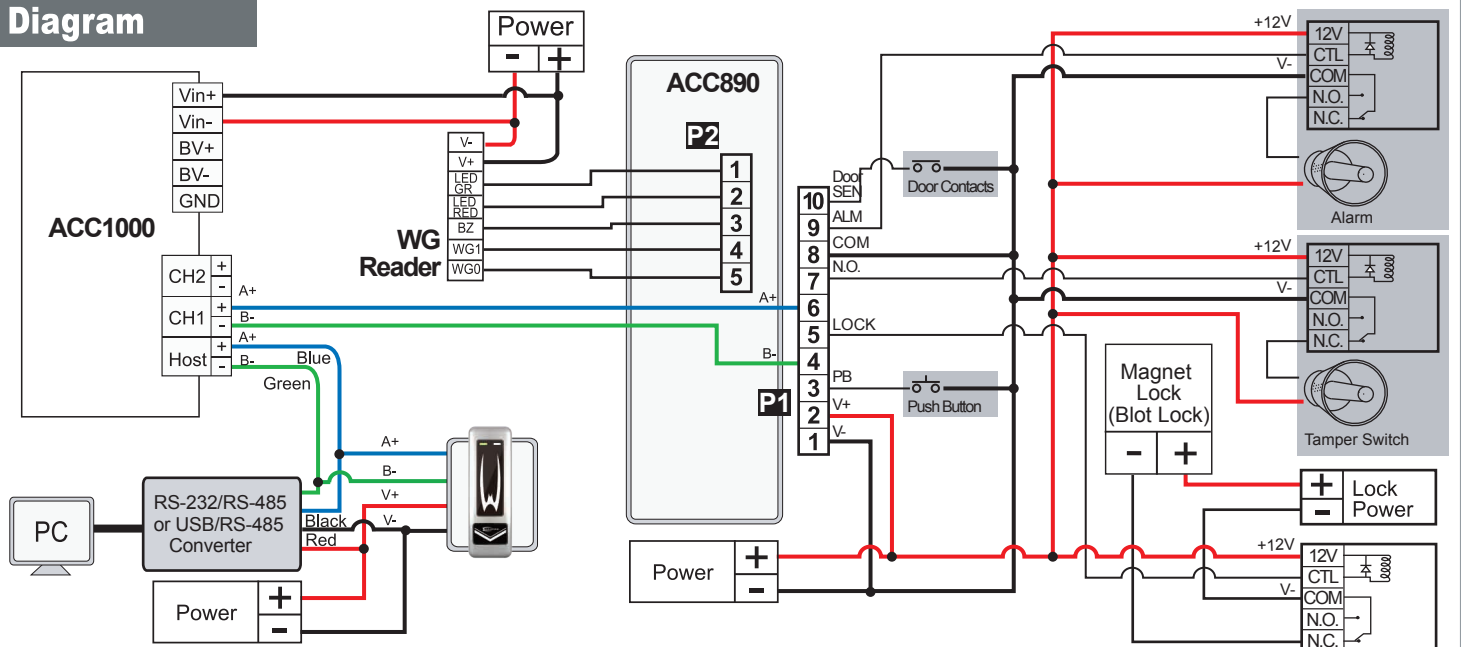 Diagram
Power
- +
ACC1000
Vin+
Vin-
BV+
BV-
GND
CH2 + -
CH1 + -
Host + -
A+
B-
A+
B-
Blue
Green
WG
Reader
V-
V+
LED
GR
LED
RED
BZ
WG1
WG0
ACC890
P2
1
2
3
4
5
A+
B-
P1
10
9
8
7
6
5
4
3
2
1
Door
SEN
ALM
COM
N.O.
LOCK
PB
V+
V-
Door Contacts
Push Button
+12V
V-
12V
CTL
COM
N.O.
N.C.
Alarm
+12V
V-
12V
CTL
COM
N.O.
N.C.
Tamper Switch
Magnet
Lock
(Blot Lock)
- +
+ Lock
- Power
+12V
V-
12V
CTL
COM
N.O.
N.C.
Power + -
PC
RS-232/RS-485
or USB/RS-485
Converter
Black
Red
A+
B-
V+
V-
Power + -